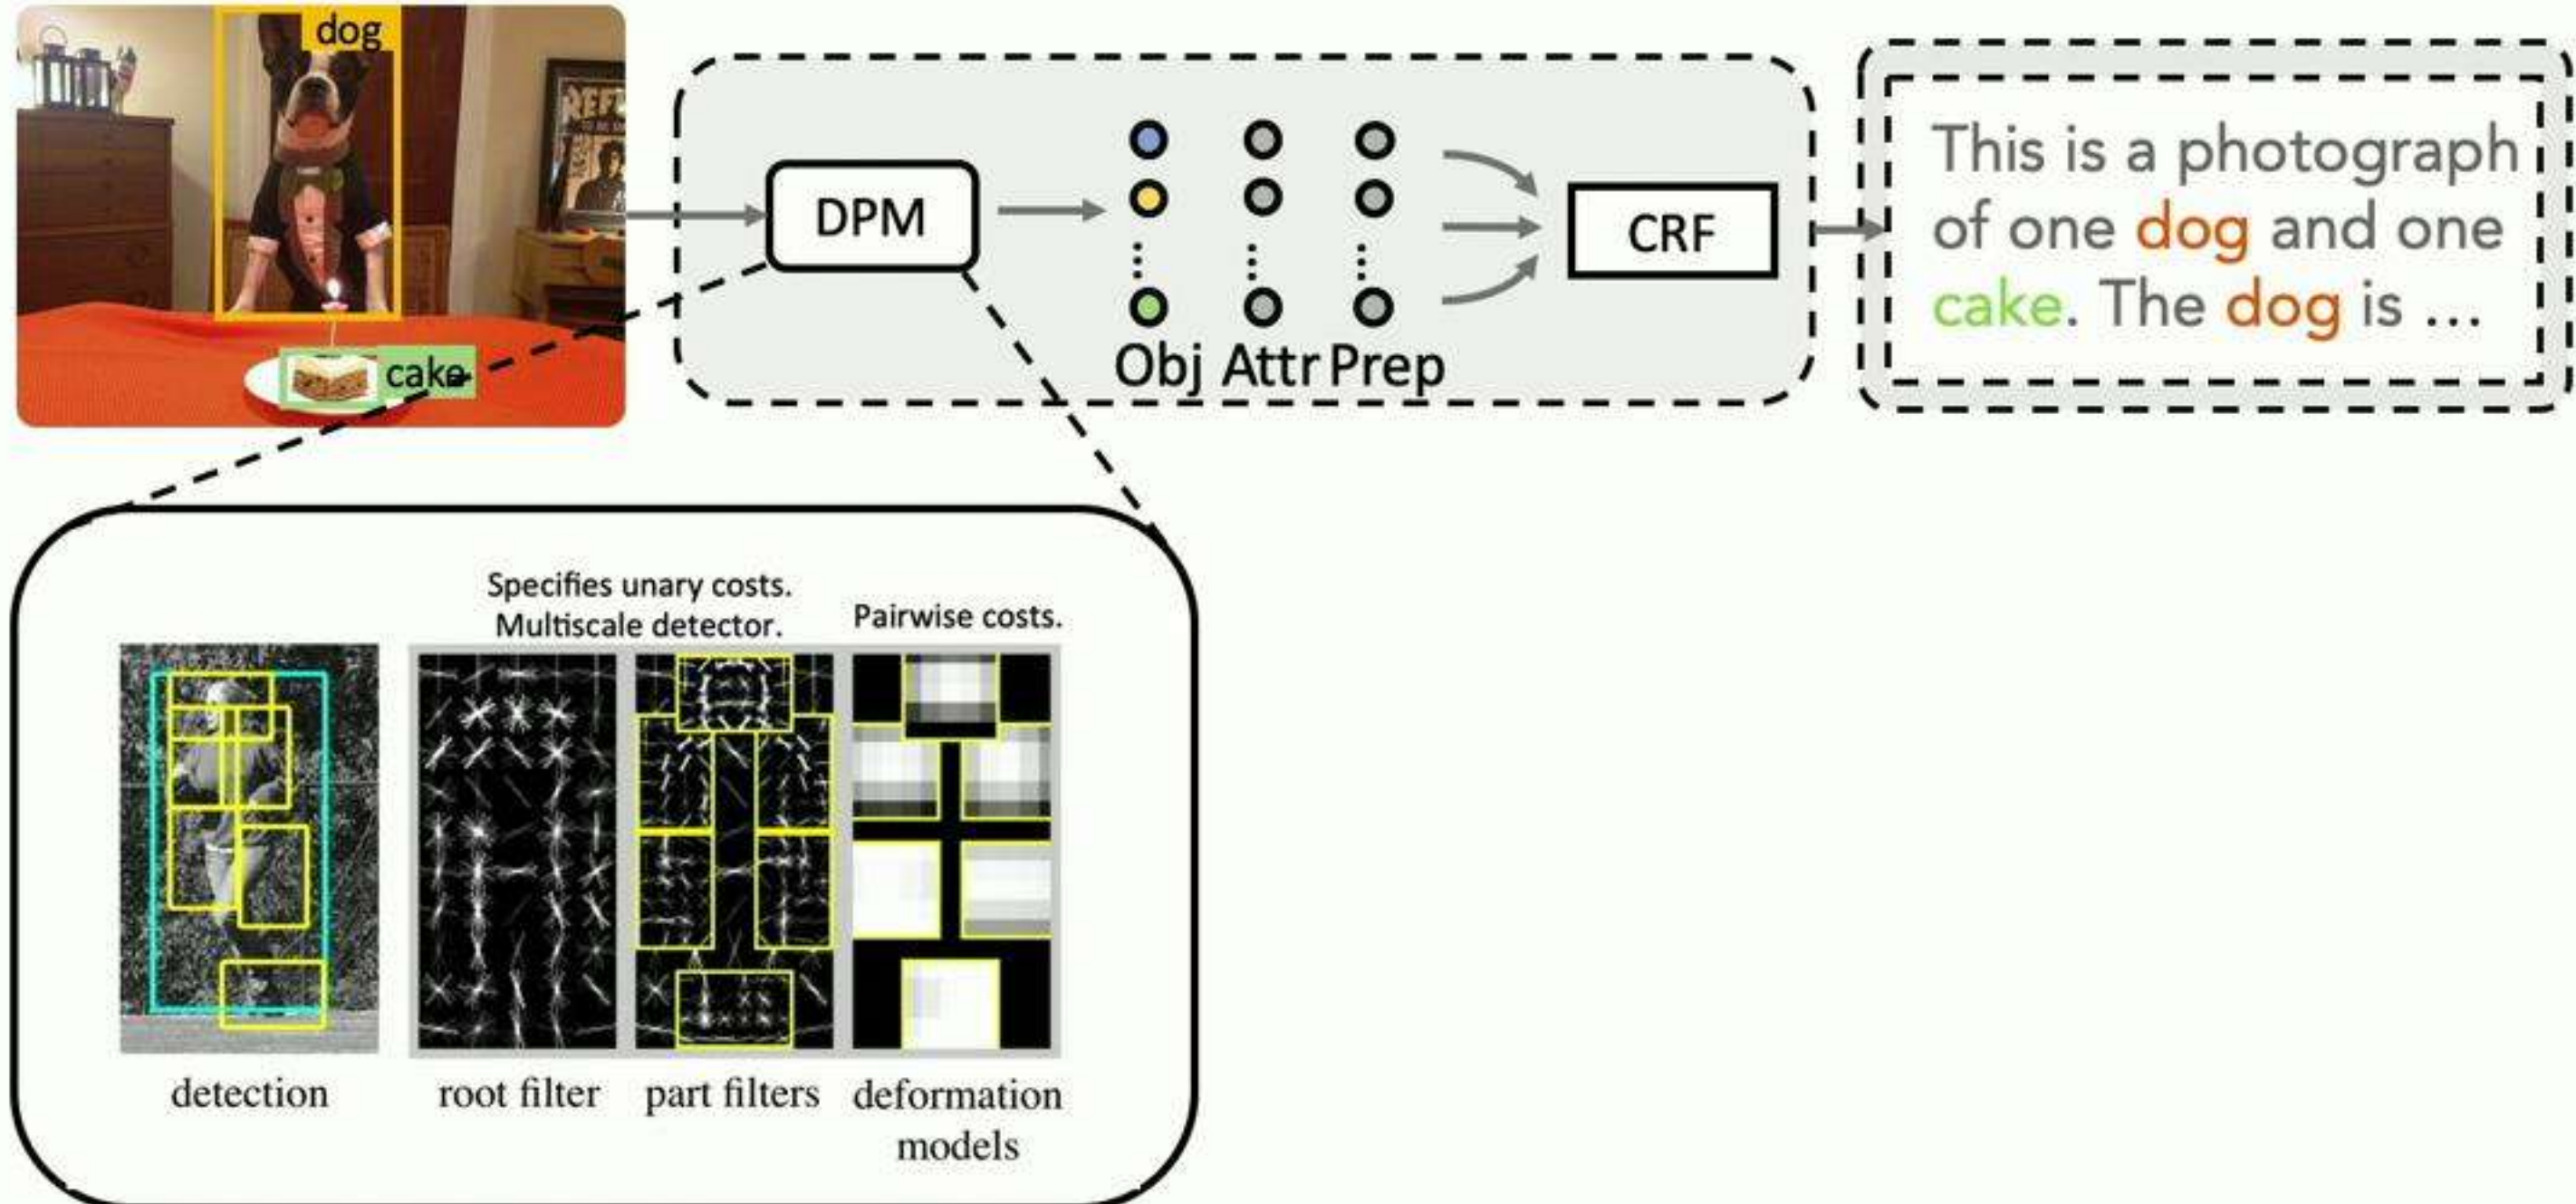 dog
REF
cake
DPM
Obj Attr Prep
CRF
This is a photograph
of one dog and one
cake. The dog is ...
Specifies unary costs.
Multiscale detector.
Pairwise costs.
detection
root filter
part filters
deformation
models